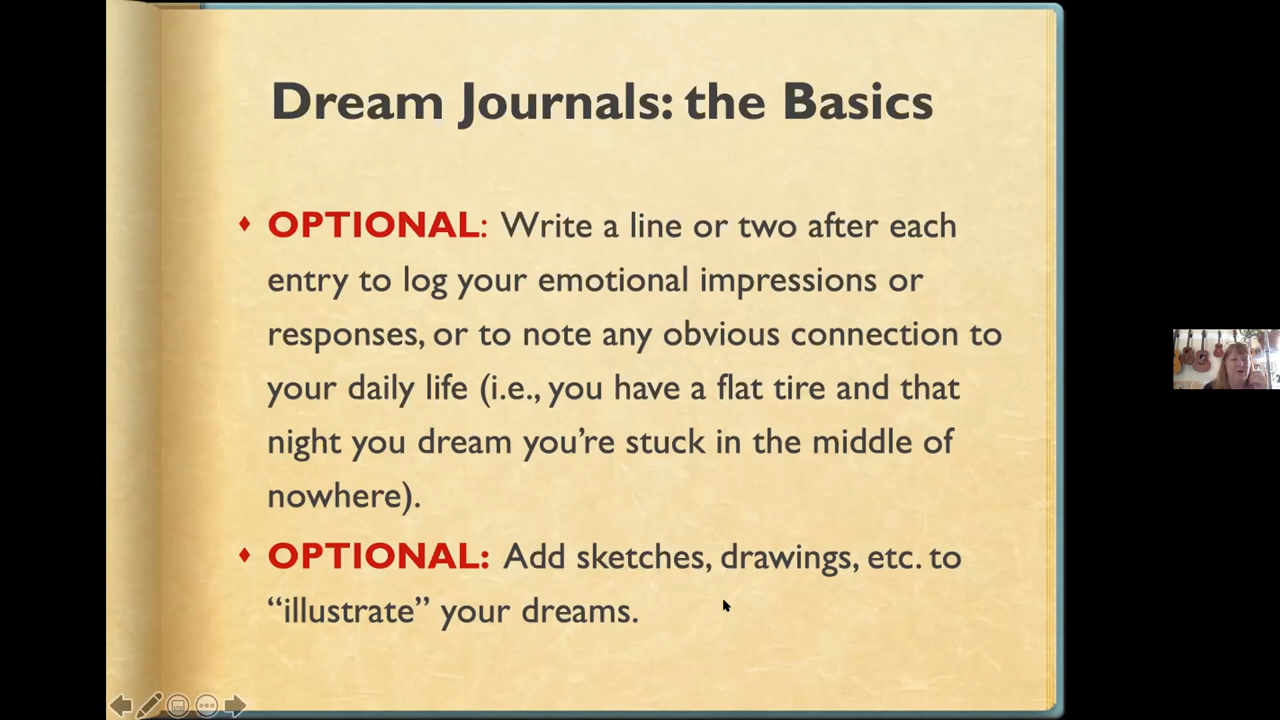 Dream Journals: the Basics
OPTIONAL: Write a line or two after each
entry to log your emotional impressions or
responses, or to note any obvious connection to
your daily life (i.e., you have a flat tire and that
night you dream you’re stuck in the middle of
nowhere).
OPTIONAL: Add sketches, drawings, etc. to
“illustrate” your dreams.